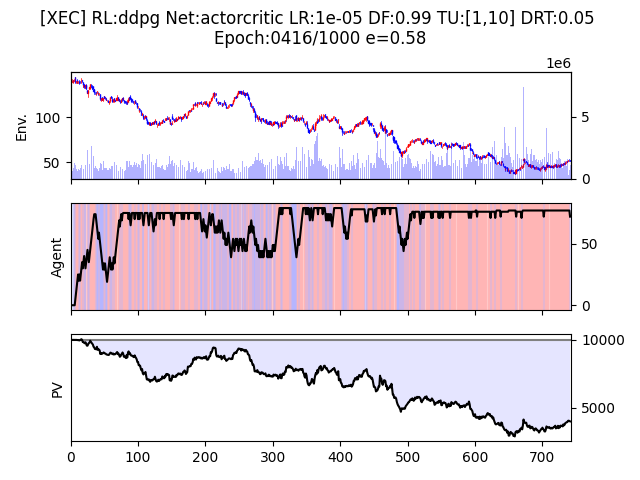 [XEC] RL:ddpg Net:actorcritic LR:1e-05 DF:0.99 TU:[1,10] DRT:0.05
Epoch:0416/1000 e=0.58
1e6
Env.
100
50
5
0
Agent
50
0
PV
10000
5000
0 100 200 300 400 500 600 700